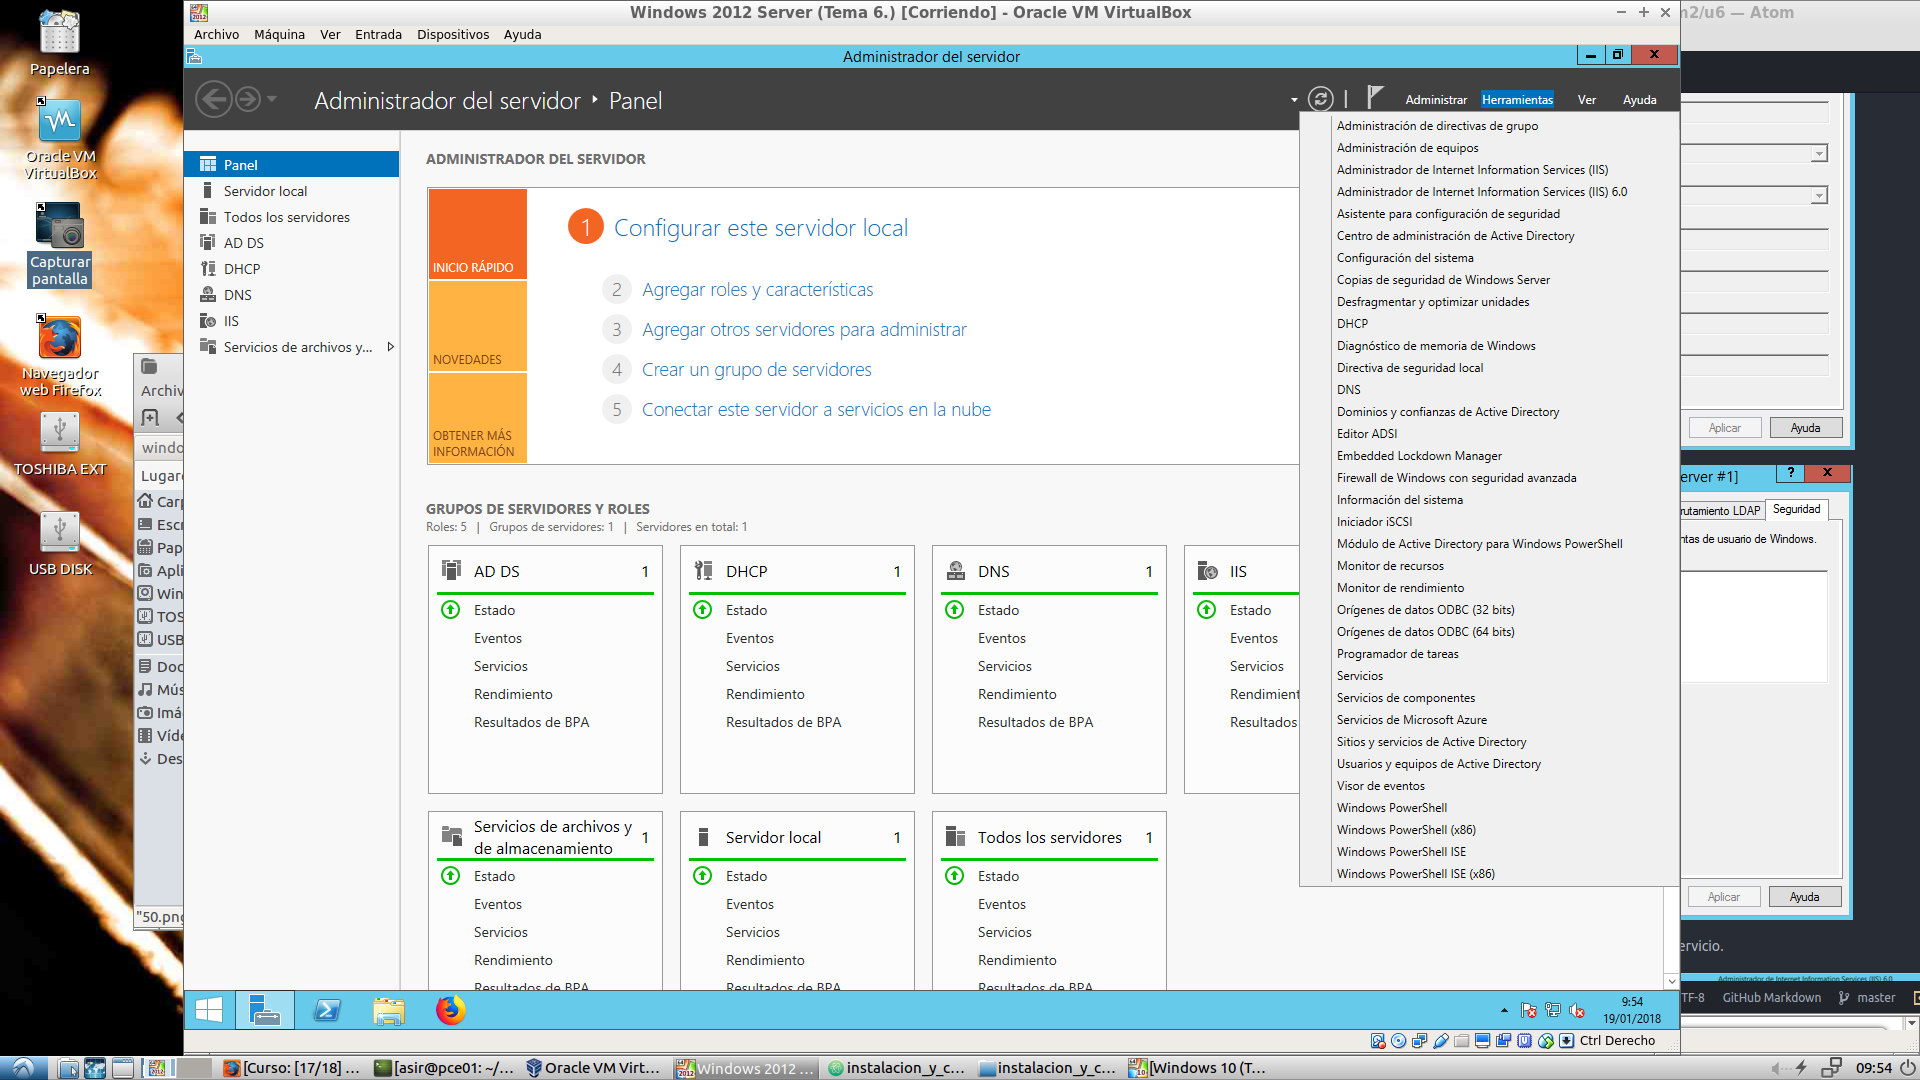 Windows 2012 Server (Tema 6.) [Corriendo] - Oracle VM VirtualBox
m2/u6 — Atom
Archivo Máquina Ver Entrada Dispositivos Ayuda
Administrador del servidor
Administrador del servidor Panel
Administrar Herramientas Ver Ayuda
Papelera
Oracle VM
VirtualBox
Capturar
pantalla
Navegador
web Firefox
TOSHIBA EXT
USB DISK
Archiv
windo
Lugare
Carp
Escr
Pap
Apli
Win
TOS
USB
Doc
Mús
Imá
Víde
Des
"50.png
Panel
Servidor local
Todos los servidores
AD DS
DHCP
DNS
IIS
Servicios de archivos y...
ADMINISTRADOR DEL SERVIDOR
INICIO RÁPIDO
NOVEDADES
OBTENER MÁS
INFORMACIÓN
1 Configurar este servidor local
2 Agregar roles y características
3 Agregar otros servidores para administrar
4 Crear un grupo de servidores
5 Conectar este servidor a servicios en la nube
GRUPOS DE SERVIDORES Y ROLES
Roles: 5 | Grupos de servidores: 1 | Servidores en total: 1
AD DS 1
Estado
Eventos
Servicios
Rendimiento
Resultados de BPA
DHCP 1
Estado
Eventos
Servicios
Rendimiento
Resultados de BPA
DNS 1
Estado
Eventos
Servicios
Rendimiento
Resultados de BPA
IIS
Estado
Eventos
Servicios
Rendimient
Resultados
Servicios de archivos y
de almacenamiento 1
Estado
Eventos
Servicios
Rendimiento
Resultados de BPA
Servidor local 1
Estado
Eventos
Servicios
Rendimiento
Resultados de BPA
Todos los servidores 1
Estado
Eventos
Servicios
Rendimiento
Resultados de BPA
Administración de directivas de grupo
Administración de equipos
Administrador de Internet Information Services (IIS)
Administrador de Internet Information Services (IIS) 6.0
Asistente para configuración de seguridad
Centro de administración de Active Directory
Configuración del sistema
Copias de seguridad de Windows Server
Desfragmentar y optimizar unidades
DHCP
Diagnóstico de memoria de Windows
Directiva de seguridad local
DNS
Dominios y confianzas de Active Directory
Editor ADSI
Embedded Lockdown Manager
Firewall de Windows con seguridad avanzada
Información del sistema
Iniciador iSCSI
Módulo de Active Directory para Windows PowerShell
Monitor de recursos
Monitor de rendimiento
Orígenes de datos ODBC (32 bits)
Orígenes de datos ODBC (64 bits)
Programador de tareas
Servicios
Servicios de componentes
Servicios de Microsoft Azure
Sitios y servicios de Active Directory
Usuarios y equipos de Active Directory
Visor de eventos
Windows PowerShell
Windows PowerShell (x86)
Windows PowerShell ISE
Windows PowerShell ISE (x86)
Aplicar Ayuda
erver #1] ?
rutamiento LDAP Seguridad
ntas de usuario de Windows.
Aplicar Ayuda
ervicio.
Administrador de Internet Information Services (IIS) 6.0
TF-8 GitHub Markdown master
9:54
19/01/2018
Ctrl Derecho
[Curso: [17/18] ... [asir@pce01: ~/... Oracle VM Virt... Windows 2012 ... instalacion_y_c... instalacion_y_c... [Windows 10 (T...
09:54